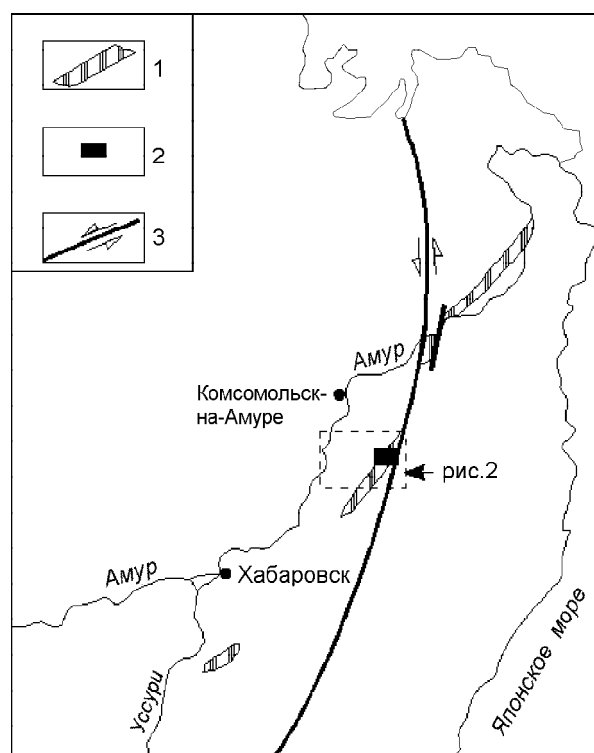 1
2
3
Амур
Комсомольск-
на-Амуре
рис.2
Амур
Хабаровск
Уссури
Японское море